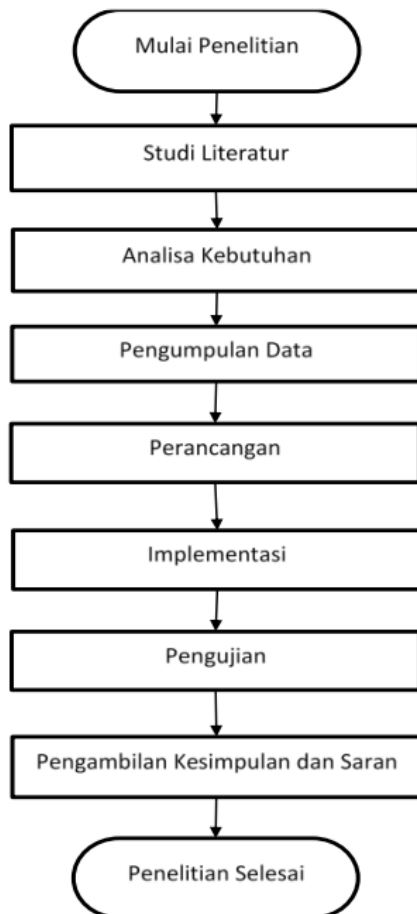 Mulai Penelitian
Studi Literatur
Analisa Kebutuhan
Pengumpulan Data
Perancangan
Implementasi
Pengujian
Pengambilan Kesimpulan dan Saran
Penelitian Selesai